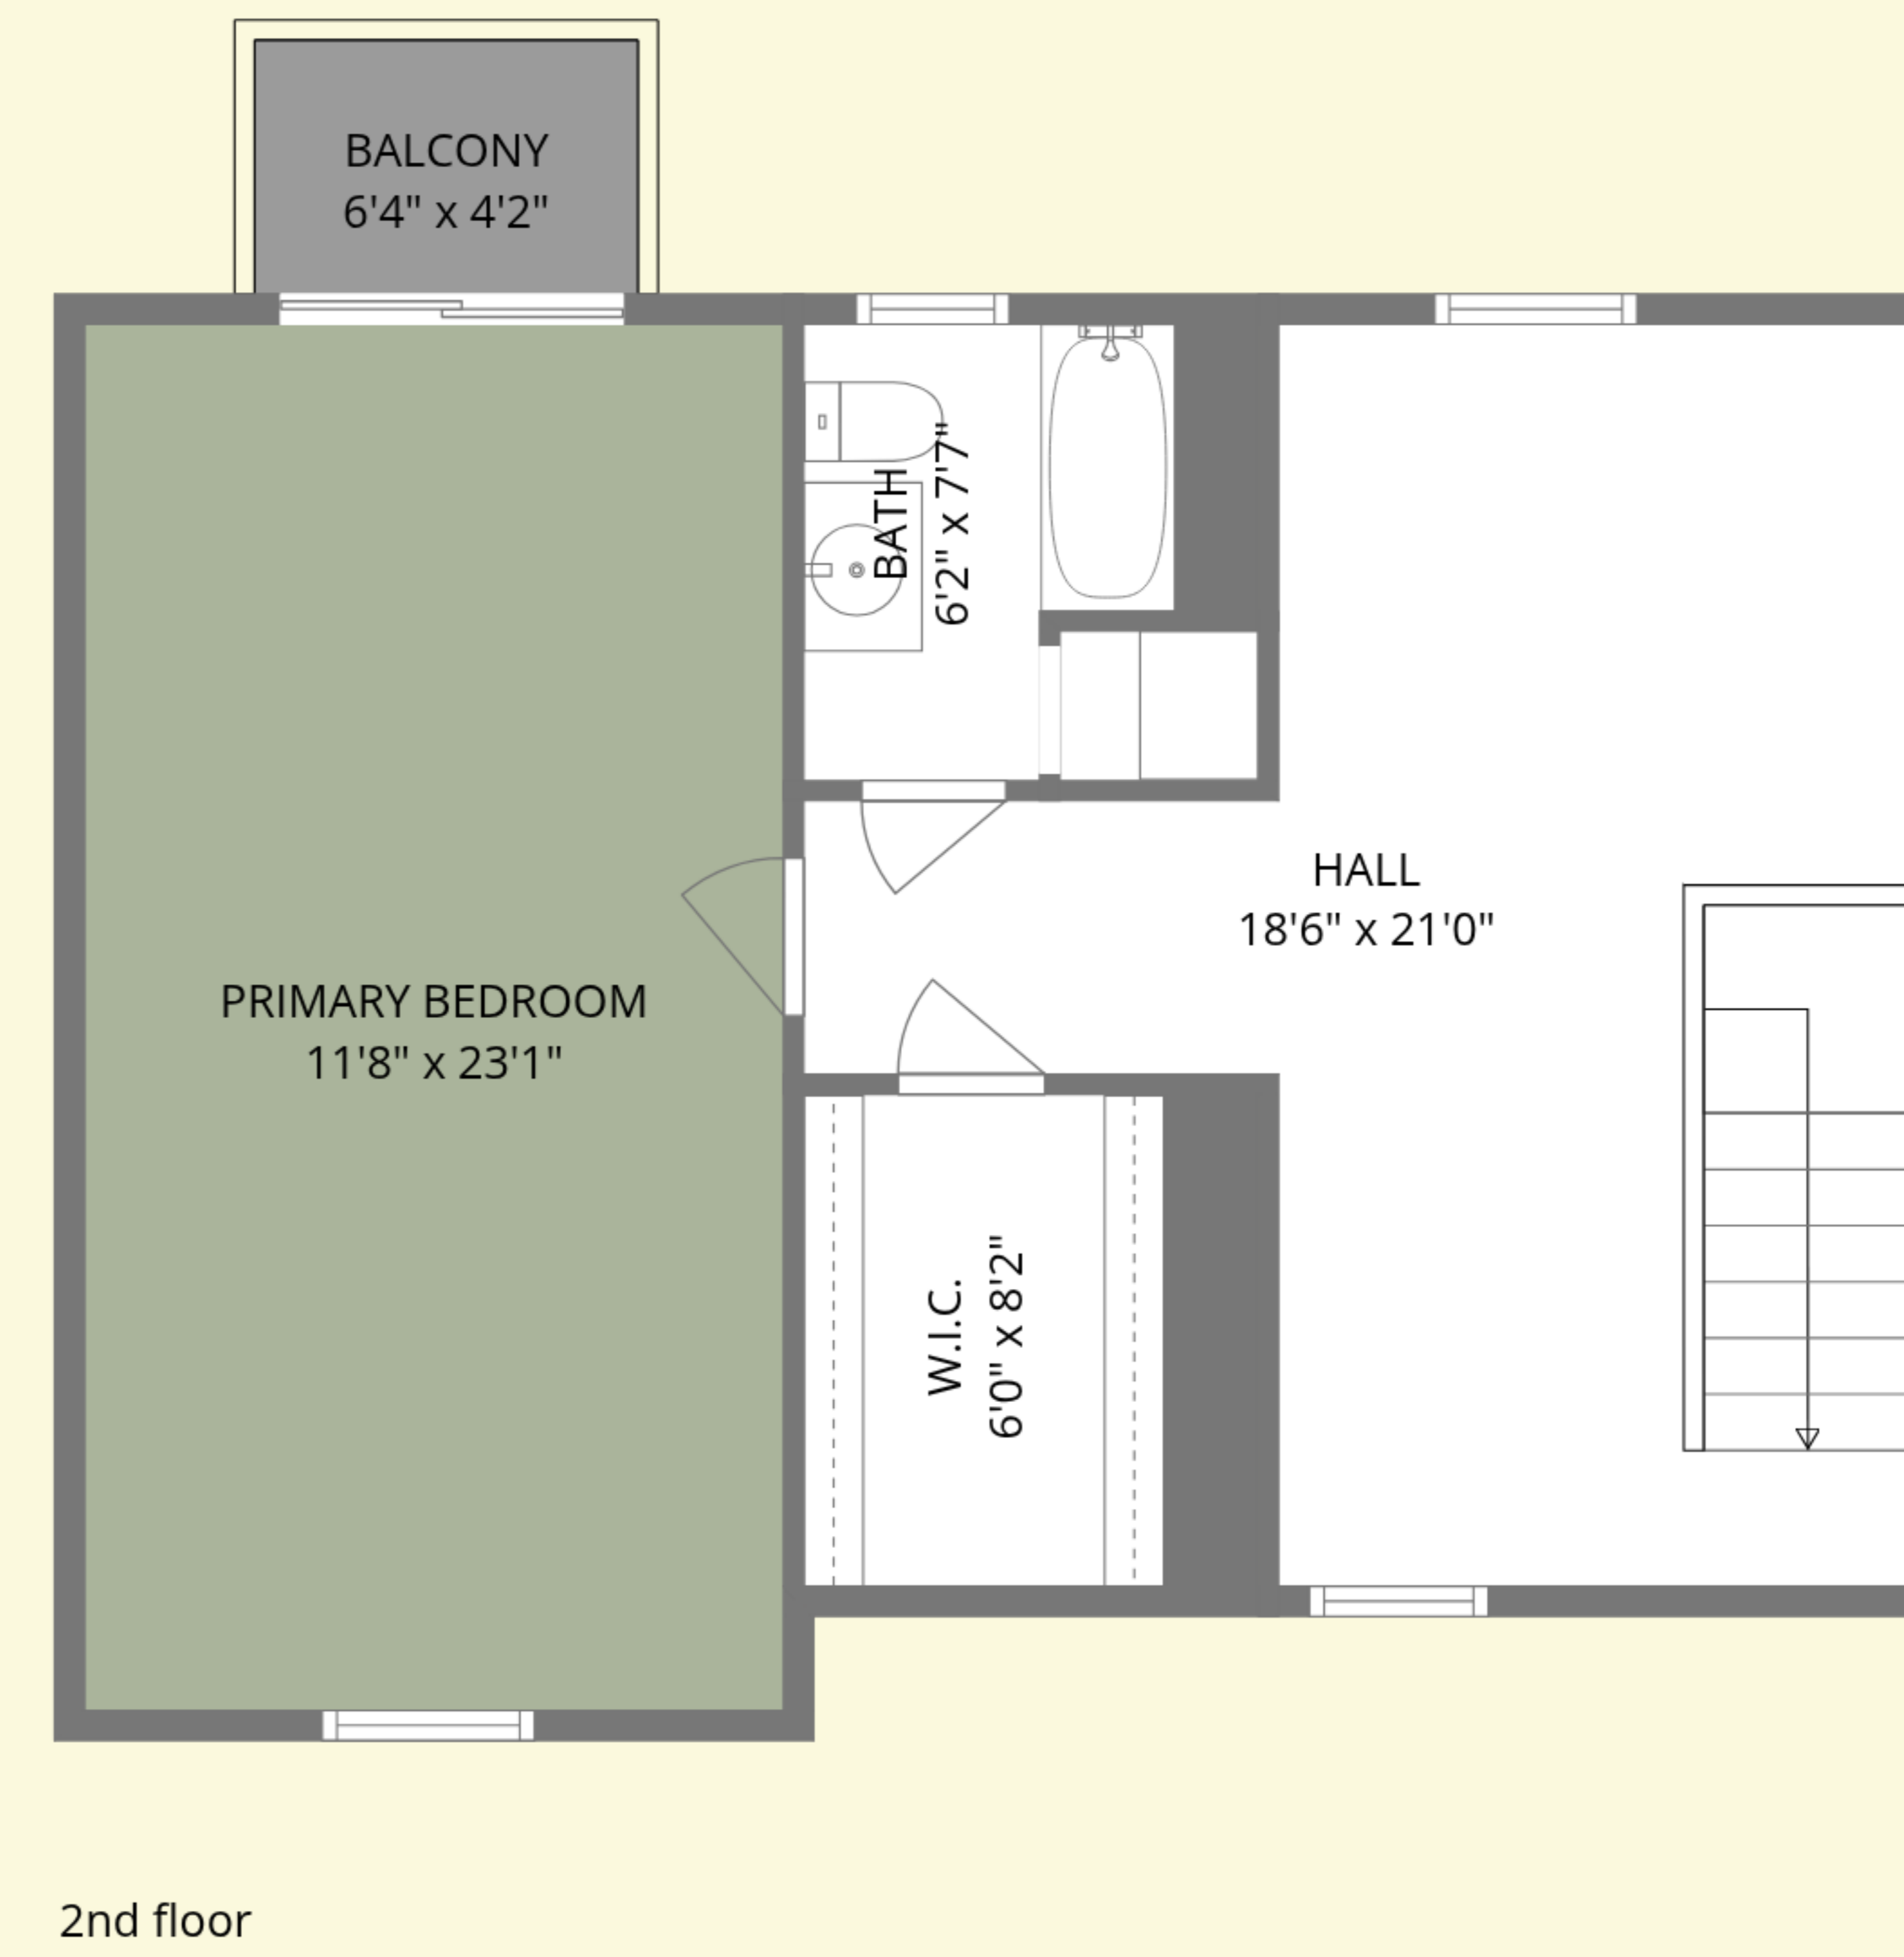 BALCONY
6'4" x 4'2"
BATH
6'2" x 7'7"
HALL
18'6" x 21'0"
PRIMARY BEDROOM
11'8" x 23'1"
W.I.C.
6'0" x 8'2"
2nd floor